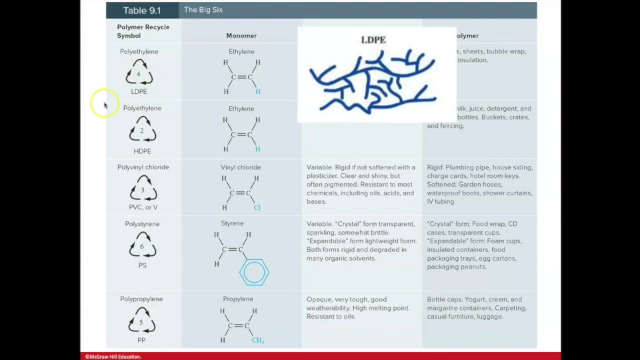 Table 9.1 The Big Six
Polymer Recycle
Symbol
Monomer
olymer
Polyethylene
4
LDPE
Ethylene
H H
C=C
H H
LDPE
s, sheets, bubble wrap,
insulation.
Polyethylene
2
HDPE
Ethylene
H H
C=C
H H
milk, juice, detergent, and
bottles. Buckets, crates,
and fencing.
Polyvinyl chloride
3
PVC, or V
Vinyl chloride
H H
C=C
H Cl
Variable. Rigid if not softened with a
plasticizer. Clear and shiny, but
often pigmented. Resistant to most
chemicals, including oils, acids, and
bases.
Rigid: Plumbing pipe, house siding,
charge cards, hotel room keys.
Softened: Garden hoses,
waterproof boots, shower curtains,
IV tubing.
Polystyrene
6
PS
Styrene
H H
C=C
H
Variable. "Crystal" form transparent,
sparkling, somewhat brittle.
"Expandable" form lightweight foam.
Both forms rigid and degraded in
many organic solvents.
"Crystal" form: Food wrap, CD
cases, transparent cups.
"Expandable" form: Foam cups,
insulated containers, food
packaging trays, egg cartons,
packaging peanuts.
Polypropylene
5
PP
Propylene
H H
C=C
H CH₃
Opaque, very tough, good
weatherability. High melting point.
Resistant to oils.
Bottle caps. Yogurt, cream, and
margarine containers. Carpeting,
casual furniture, luggage.
©McGraw-Hill Education.